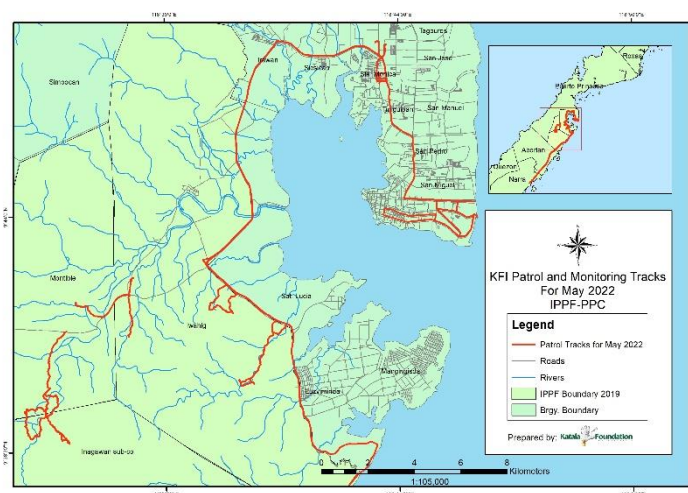 Tagburos
San Jose
Irawan
Sicsican
Sta. Monica
Simpocan
Tiniguiban
San Manuel
San Pedro
San Miguel
Montible
Sta. Lucia
Iwahig
Mangingisda
Luzviminda
Inagawan sub-co
Roxas
Puerto Princesa
Aborlan
Quezon
Narra
KFI Patrol and Monitoring Tracks
For May 2022
IPPF-PPC
Legend
Patrol Tracks for May 2022
Roads
Rivers
IPPF Boundary 2019
Brgy. Boundary
Prepared by: Katala Foundation
0 2 4 6 8
Kilometers
1:105,000